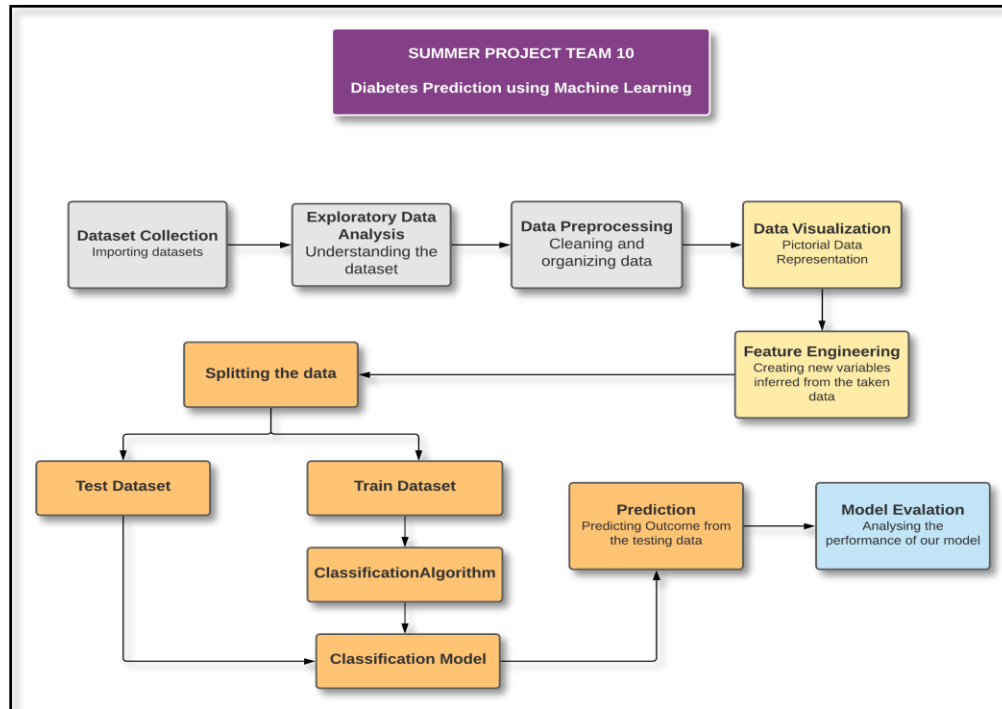 SUMMER PROJECT TEAM 10
Diabetes Prediction using Machine Learning
Dataset Collection
Importing datasets
Exploratory Data
Analysis
Understanding the
dataset
Data Preprocessing
Cleaning and
organizing data
Data Visualization
Pictorial Data
Representation
Feature Engineering
Creating new variables
inferred from the taken
data
Splitting the data
Test Dataset
Train Dataset
ClassificationAlgorithm
Classification Model
Prediction
Predicting Outcome from
the testing data
Model Evalation
Analysing the
performance of our model